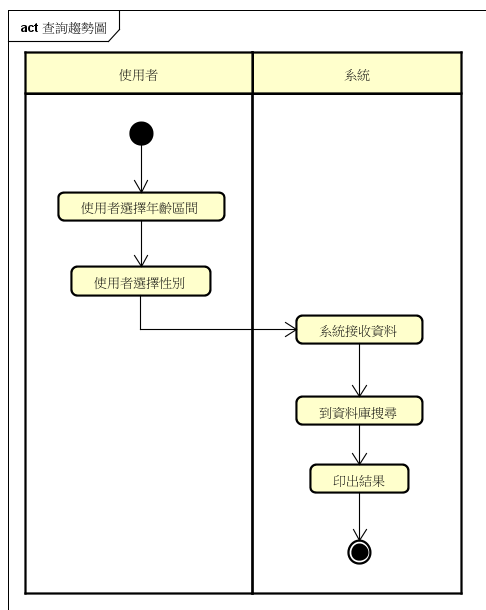 act 查詢趨勢圖
使用者
系統
使用者選擇年齡區間
使用者選擇性別
系統接收資料
到資料庫搜尋
印出結果